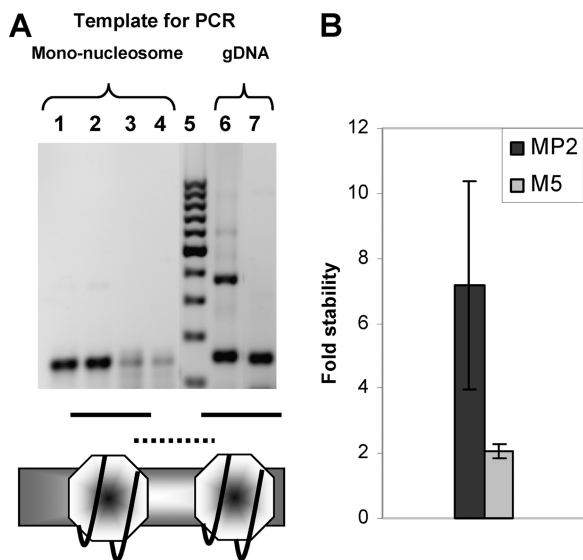 A
Template for PCR
Mono-nucleosome gDNA
1 2 3 4 5 6 7
B
12
10
8
6
4
2
0
Fold stability
MP2
M5